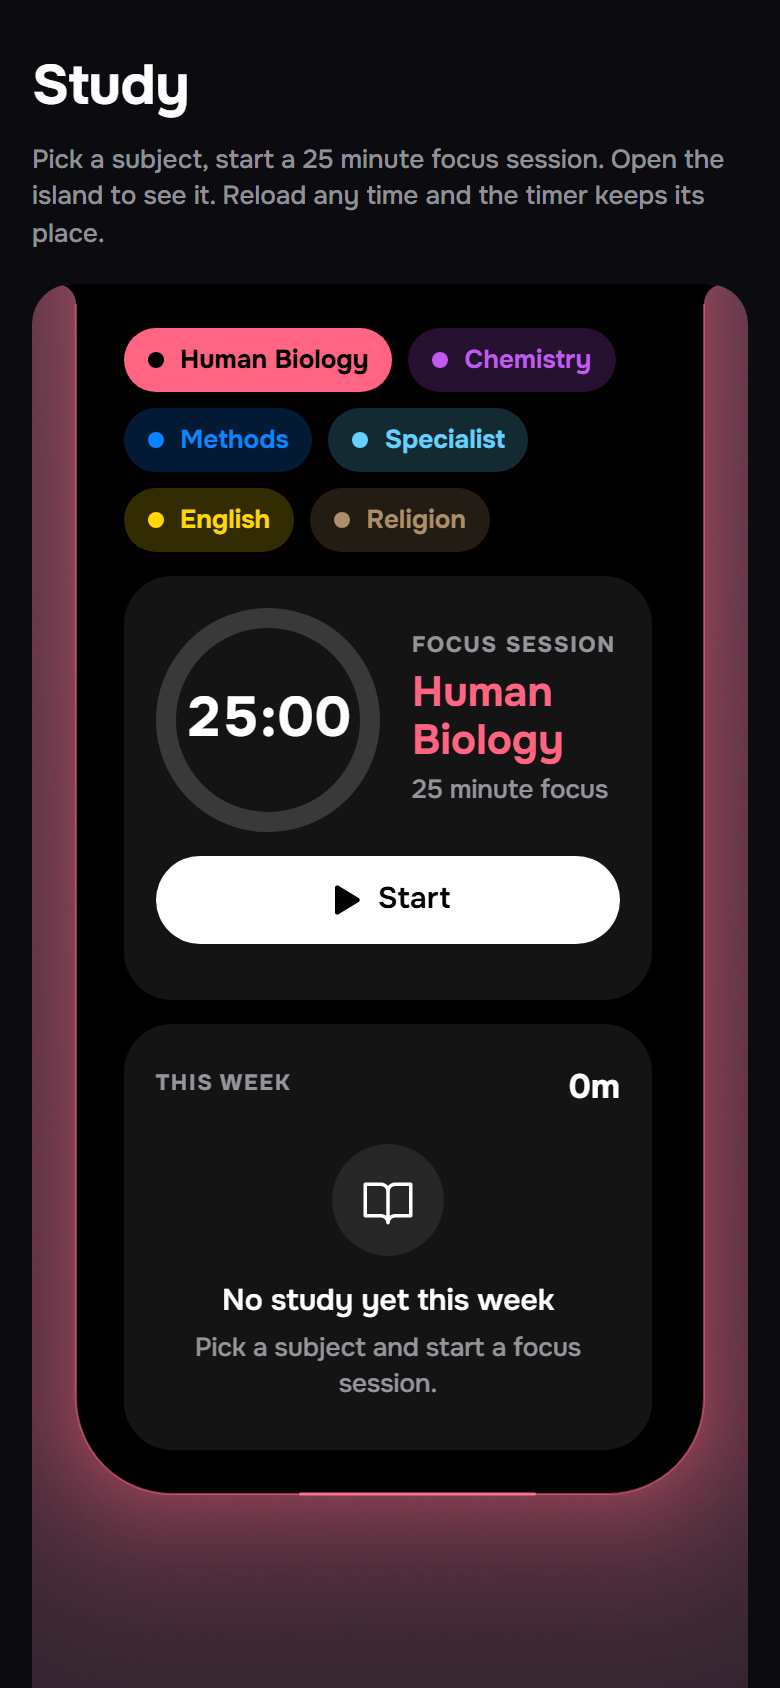 Study
Pick a subject, start a 25 minute focus session. Open the
island to see it. Reload any time and the timer keeps its
place.
Human Biology
Chemistry
Methods
Specialist
English
Religion
25:00
FOCUS SESSION
Human
Biology
25 minute focus
Start
THIS WEEK
0m
No study yet this week
Pick a subject and start a focus
session.